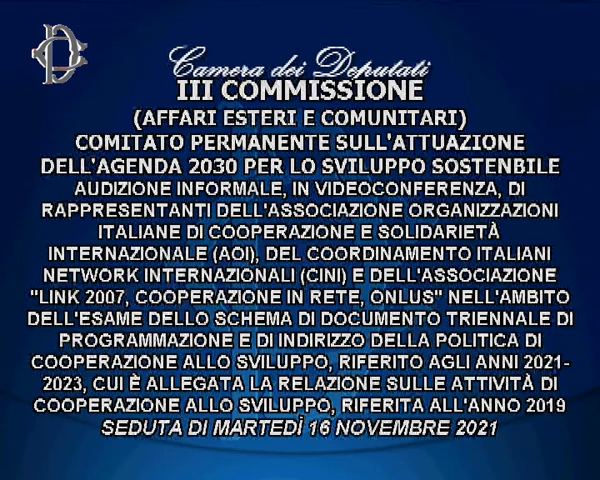 Camera dei Deputati
III COMMISSIONE
(AFFARI ESTERI E COMUNITARI)
COMITATO PERMANENTE SULL'ATTUAZIONE
DELL'AGENDA 2030 PER LO SVILUPPO SOSTENBILE
AUDIZIONE INFORMALE, IN VIDEOCONFERENZA, DI
RAPPRESENTANTI DELL'ASSOCIAZIONE ORGANIZZAZIONI
ITALIANE DI COOPERAZIONE E SOLIDARIETÀ
INTERNAZIONALE (AOI), DEL COORDINAMENTO ITALIANI
NETWORK INTERNAZIONALI (CINI) E DELL'ASSOCIAZIONE
"LINK 2007, COOPERAZIONE IN RETE, ONLUS" NELL'AMBITO
DELL'ESAME DELLO SCHEMA DI DOCUMENTO TRIENNALE DI
PROGRAMMAZIONE E DI INDIRIZZO DELLA POLITICA DI
COOPERAZIONE ALLO SVILUPPO, RIFERITO AGLI ANNI 2021-
2023, CUI È ALLEGATA LA RELAZIONE SULLE ATTIVITÀ DI
COOPERAZIONE ALLO SVILUPPO, RIFERITA ALL'ANNO 2019
SEDUTA DI MARTEDÌ 16 NOVEMBRE 2021